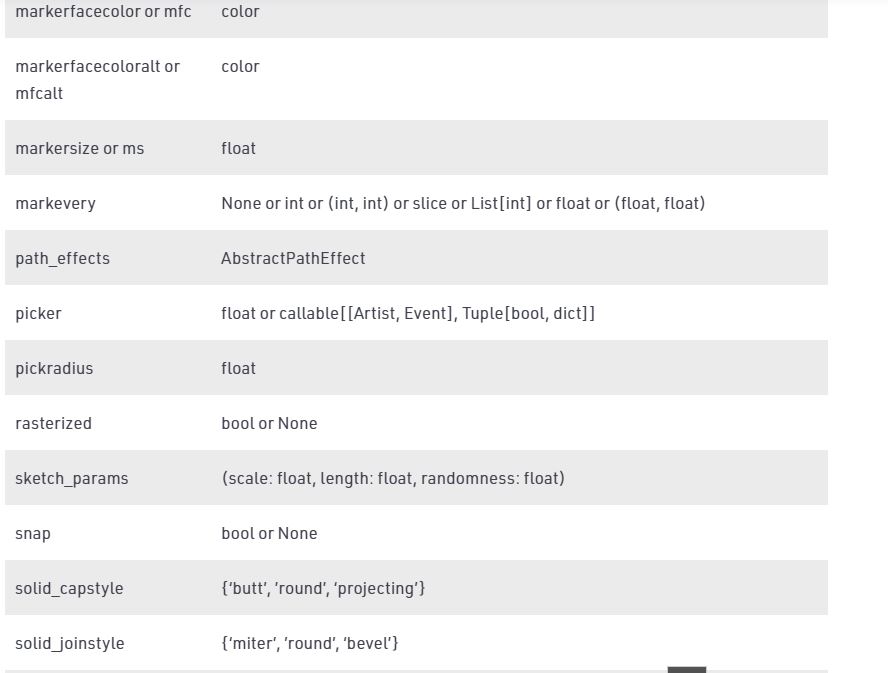 markerfacecolor or mfc color
markerfacecoloralt or color
mfcalt
markersize or ms float
markevery None or int or (int, int) or slice or List[int] or float or (float, float)
path_effects AbstractPathEffect
picker float or callable[[Artist, Event], Tuple[bool, dict]]
pickradius float
rasterized bool or None
sketch_params (scale: float, length: float, randomness: float)
snap bool or None
solid_capstyle {‘butt’, ’round’, ‘projecting’}
solid_joinstyle {‘miter’, ’round’, ‘bevel’}